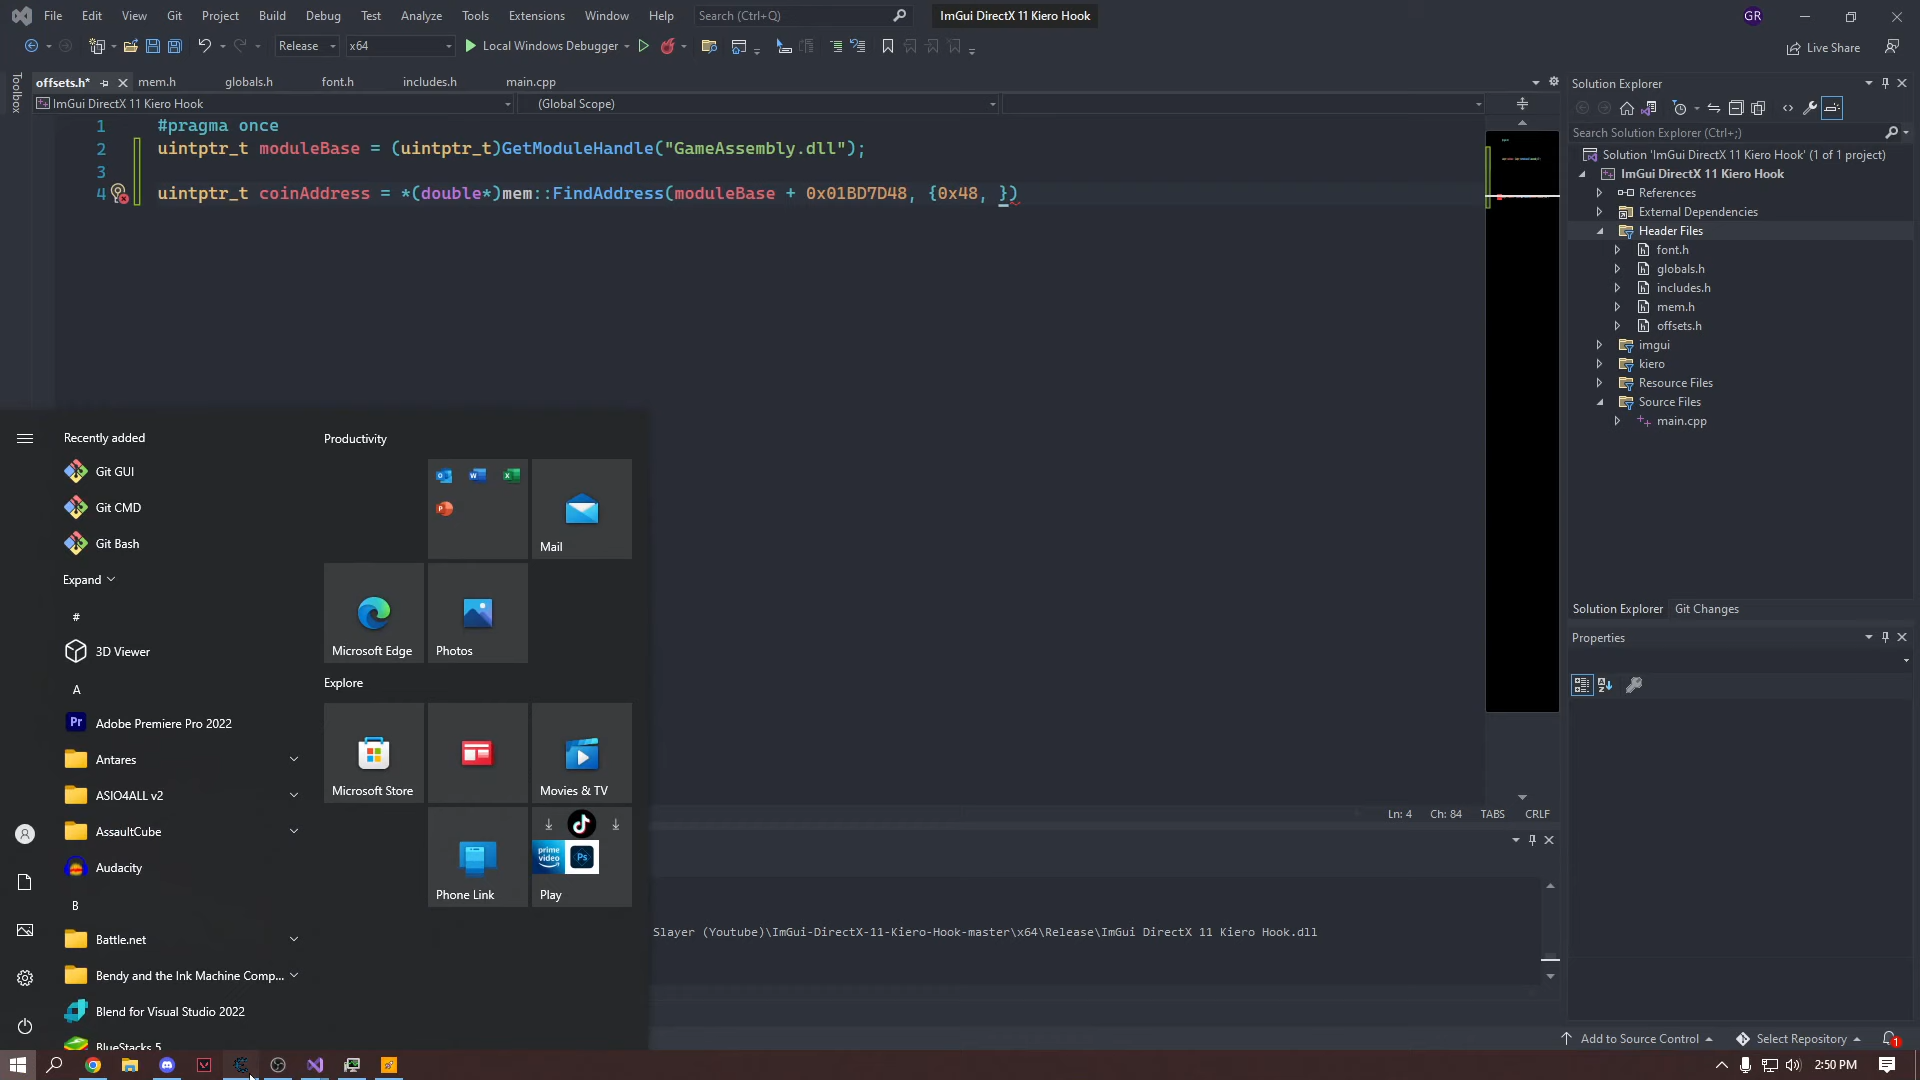 File Edit View Git Project Build Debug Test Analyze Tools Extensions Window Help Search (Ctrl+Q) ImGui DirectX 11 Kiero Hook GR
Release x64 Local Windows Debugger Live Share
Toolbox
offsets.h* mem.h globals.h font.h includes.h main.cpp
ImGui DirectX 11 Kiero Hook (Global Scope)
1 #pragma once
2 uintptr_t moduleBase = (uintptr_t)GetModuleHandle("GameAssembly.dll");
3
4 uintptr_t coinAddress = *(double*)mem::FindAddress(moduleBase + 0x01BD7D48, {0x48, })
Solution Explorer
Search Solution Explorer (Ctrl+;)
Solution 'ImGui DirectX 11 Kiero Hook' (1 of 1 project)
ImGui DirectX 11 Kiero Hook
References
External Dependencies
Header Files
font.h
globals.h
includes.h
mem.h
offsets.h
imgui
kiero
Resource Files
Source Files
main.cpp
Solution Explorer Git Changes
Properties
Ln: 4 Ch: 84 TABS CRLF
Slayer (Youtube)\ImGui-DirectX-11-Kiero-Hook-master\x64\Release\ImGui DirectX 11 Kiero Hook.dll
Add to Source Control Select Repository 1
Recently added
Git GUI
Git CMD
Git Bash
Expand
#
3D Viewer
A
Adobe Premiere Pro 2022
Antares
ASIO4ALL v2
AssaultCube
Audacity
B
Battle.net
Bendy and the Ink Machine Comp...
Blend for Visual Studio 2022
BlueStacks 5
Productivity
Mail
Microsoft Edge
Photos
Explore
Microsoft Store
Movies & TV
Phone Link
prime video
Ps
Play
2:50 PM